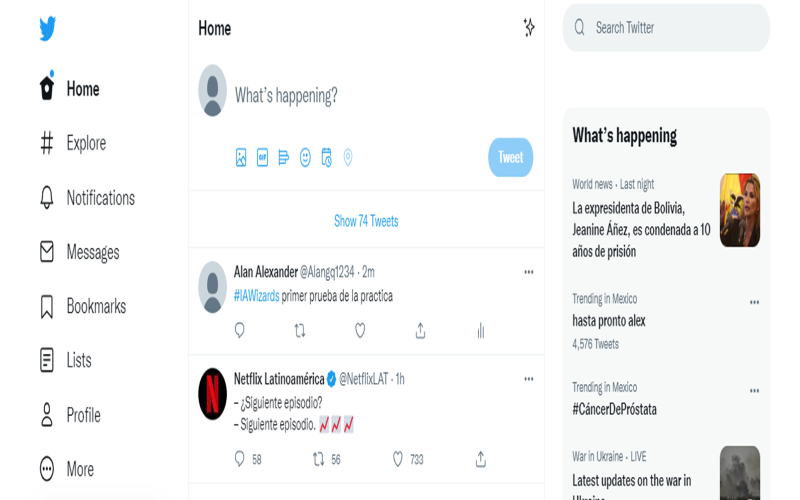 Home
Explore
Notifications
Messages
Bookmarks
Lists
Profile
More
Home
What's happening?
GIF
Tweet
Show 74 Tweets
Alan Alexander @Alangq1234 · 2m
#IAWizards primer prueba de la practica
N
Netflix Latinoamérica @NetflixLAT · 1h
– ¿Siguiente episodio?
– Siguiente episodio. 📈📈📈
58 56 733
Search Twitter
What's happening
World news · Last night
La expresidenta de Bolivia,
Jeanine Áñez, es condenada a 10
años de prisión
Trending in Mexico
hasta pronto alex
4,576 Tweets
Trending in Mexico
#CáncerDePróstata
War in Ukraine · LIVE
Latest updates on the war in
Ukraine